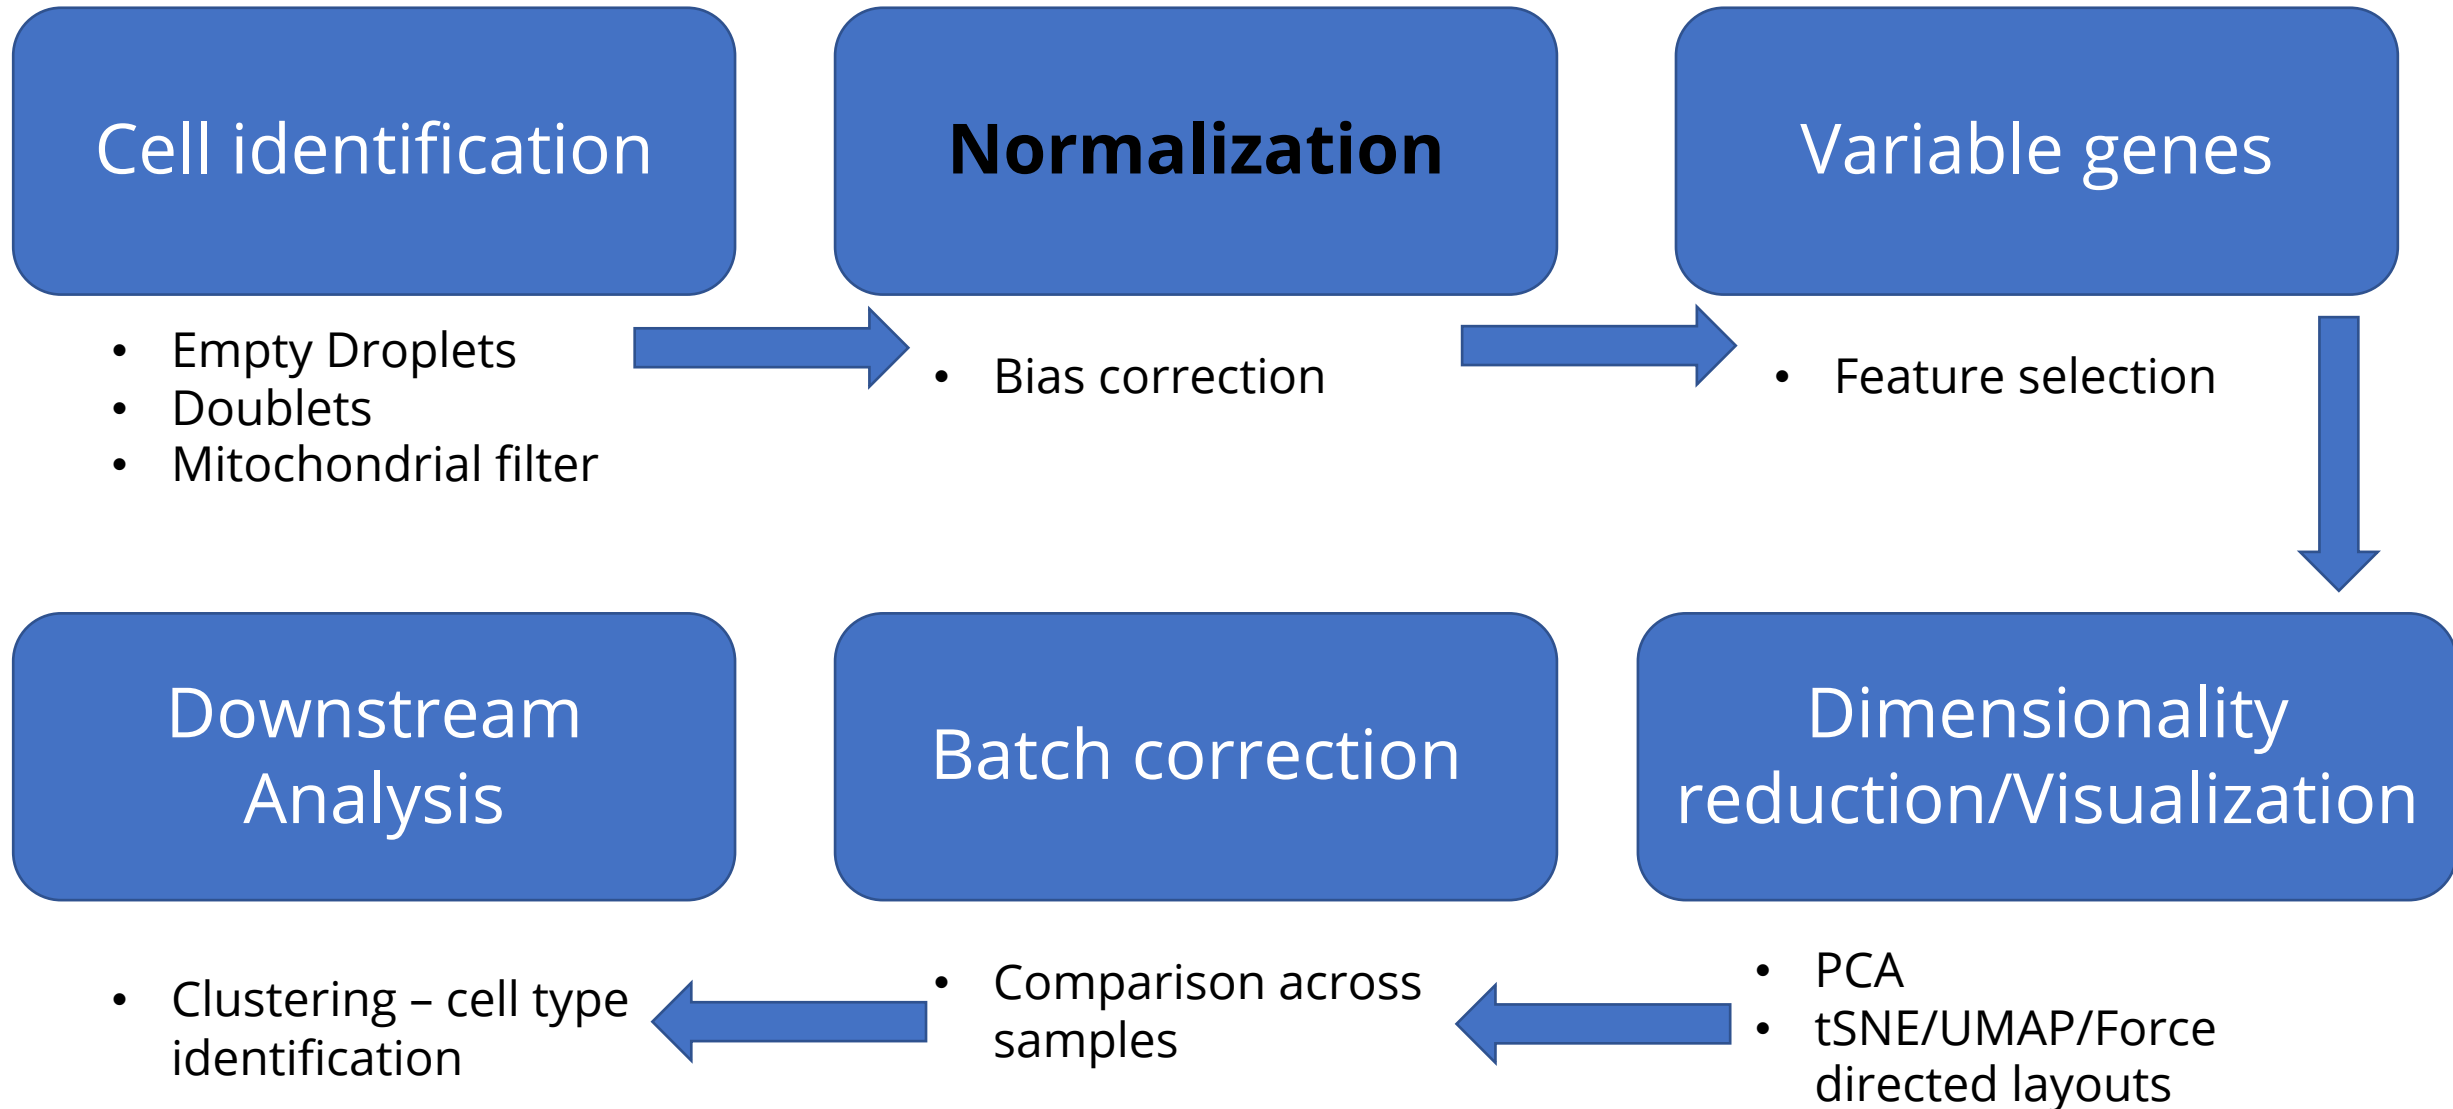 Cell identification
• Empty Droplets
• Doublets
• Mitochondrial filter
Normalization
• Bias correction
Variable genes
• Feature selection
Dimensionality
reduction/Visualization
• PCA
• tSNE/UMAP/Force
directed layouts
Batch correction
• Comparison across
samples
Downstream
Analysis
• Clustering – cell type
identification